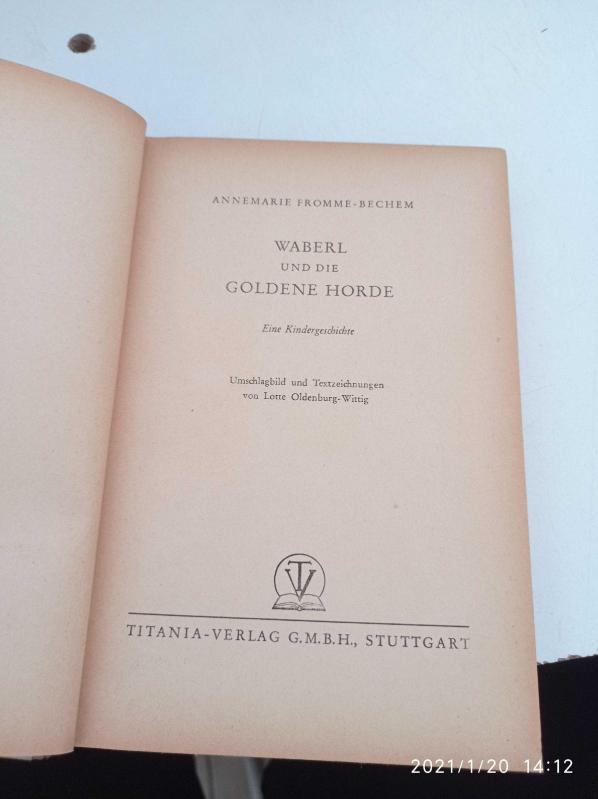 ANNEMARIE FROMME-BECHEM
WABERL
UND DIE
GOLDENE HORDE
Eine Kindergeschichte
Umschlagbild und Textzeichnungen
von Lotte Oldenburg-Wittig
TV
TITANIA-VERLAG G.M.B.H., STUTTGART
2021/1/20 14:12